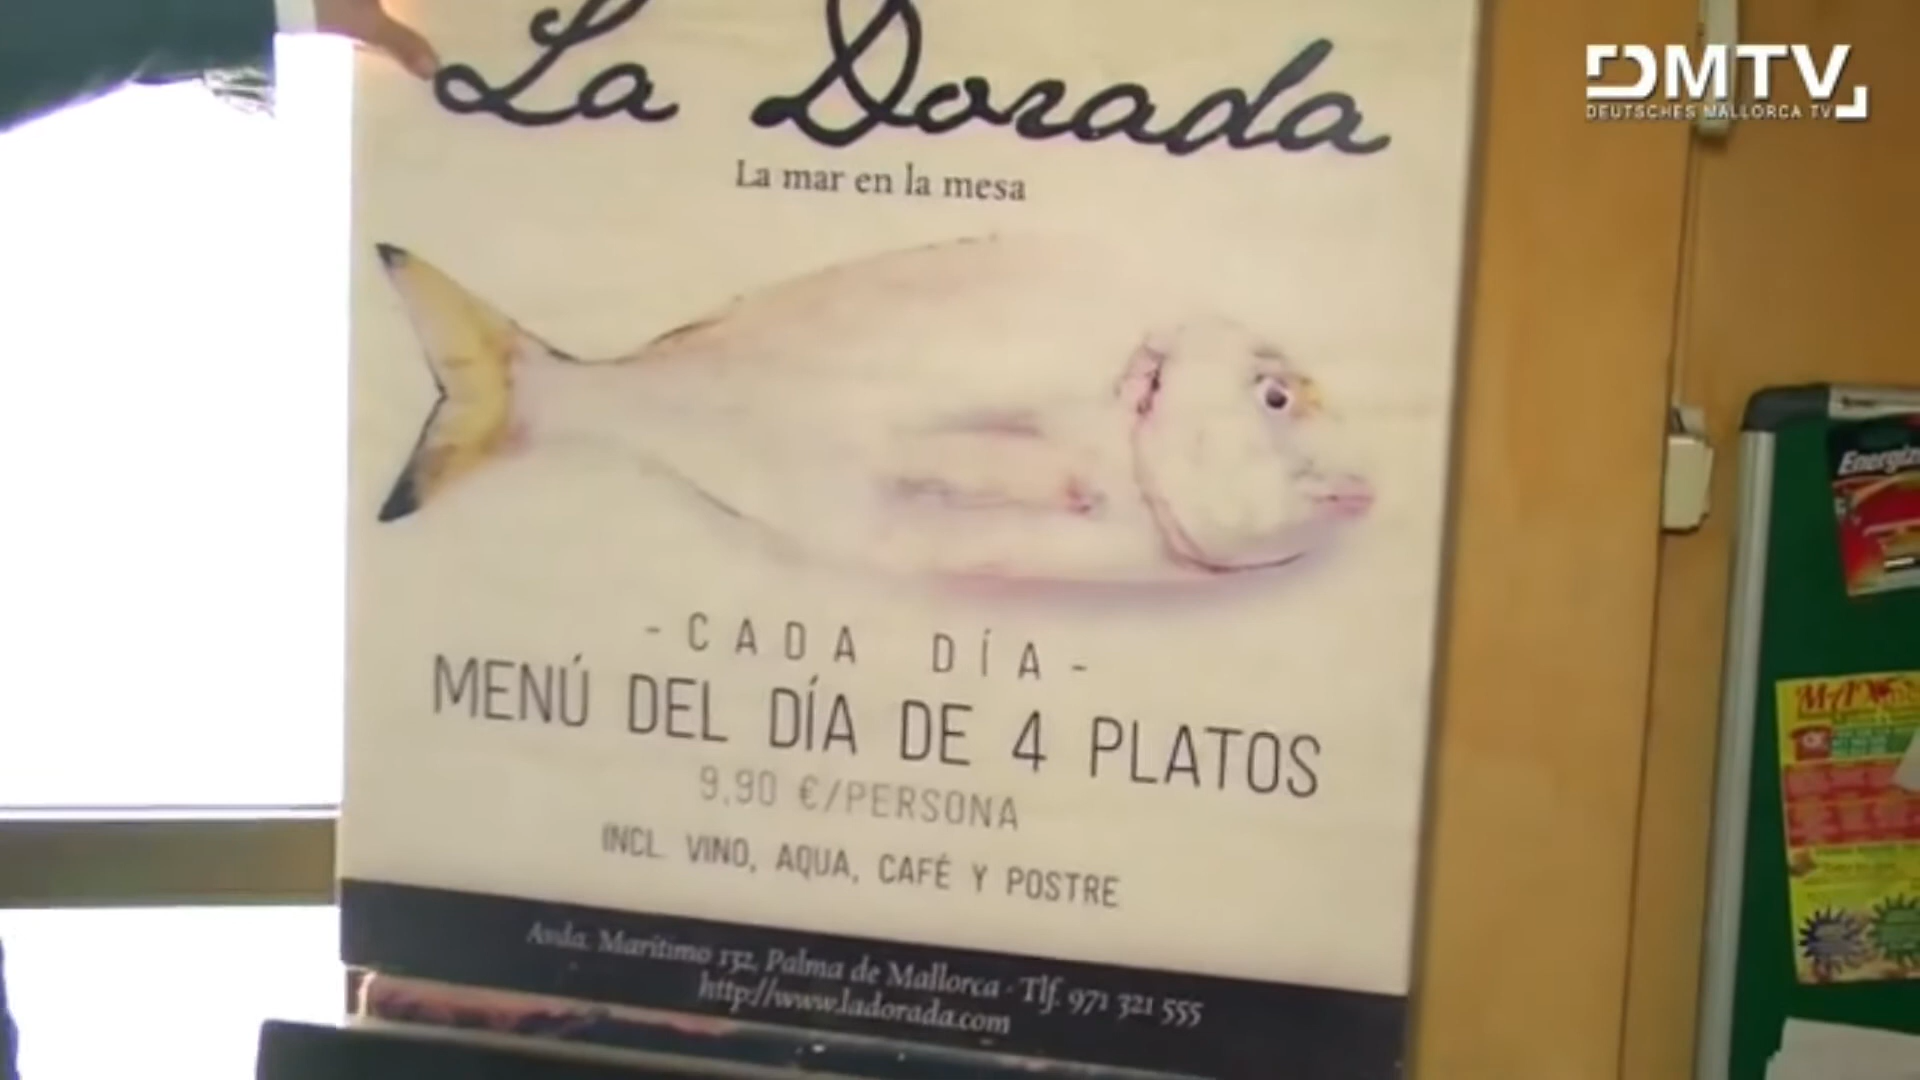 La Dorada
La mar en la mesa
- CADA DÍA -
MENÚ DEL DÍA DE 4 PLATOS
9,90 €/PERSONA
INCL. VINO, AQUA, CAFÉ Y POSTRE
Avda. Marítimo 132, Palma de Mallorca · Tlf. 971 321 555
http://www.ladorada.com
DMTV
DEUTSCHES MALLORCA TV